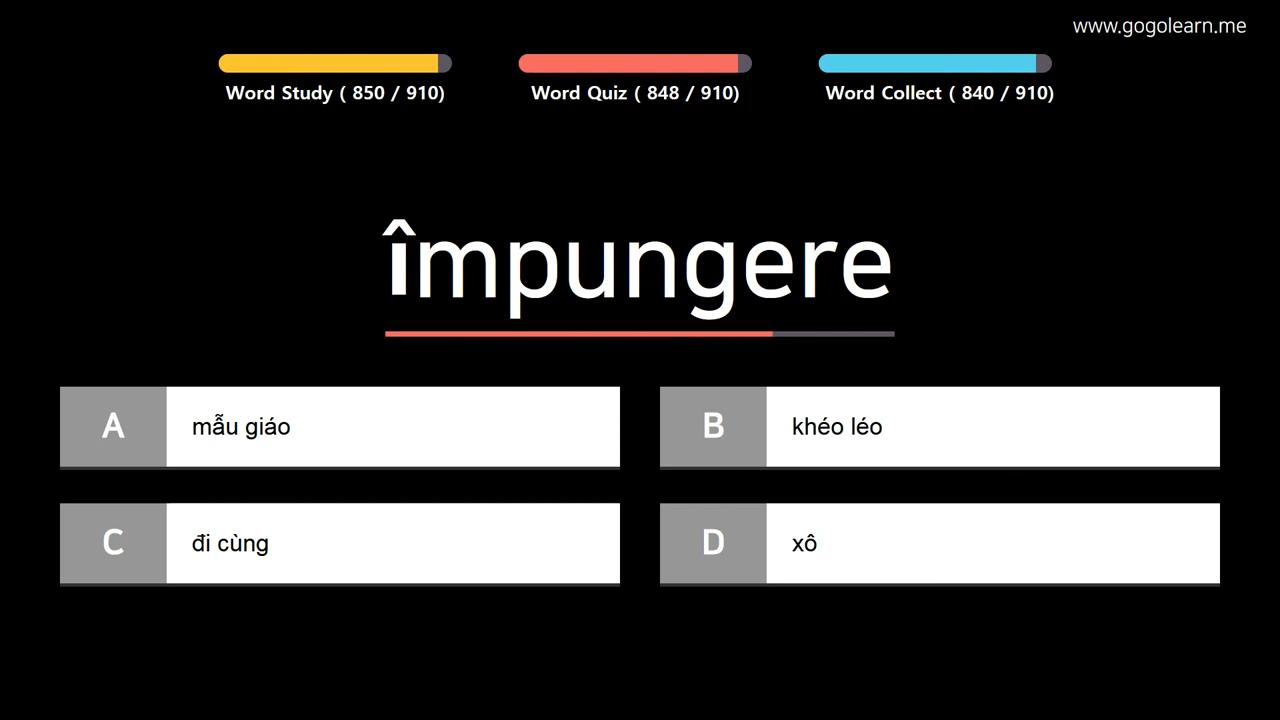 www.gogolearn.me
Word Study ( 850 / 910)
Word Quiz ( 848 / 910)
Word Collect ( 840 / 910)
împungere
A mẫu giáo
B khéo léo
C đi cùng
D xô